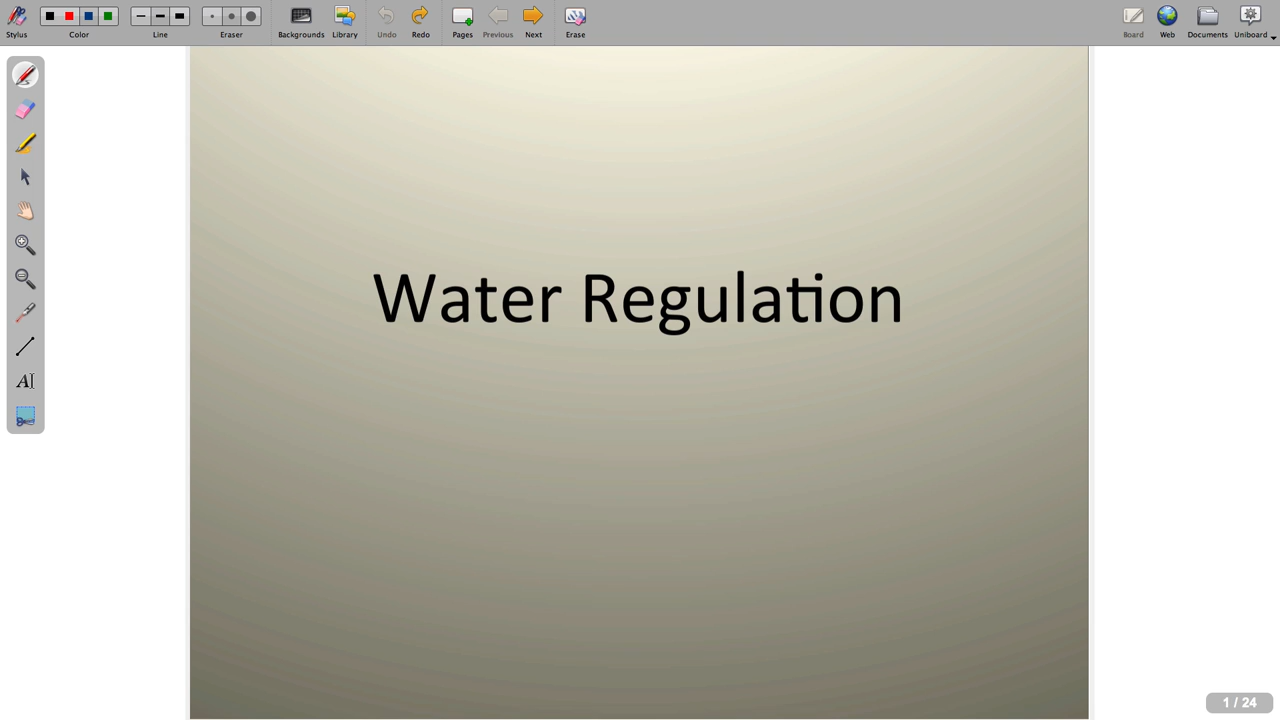 Stylus Color Line Eraser Backgrounds Library Undo Redo Pages Previous Next Erase Board Web Documents Uniboard
Water Regulation
AI
1 / 24